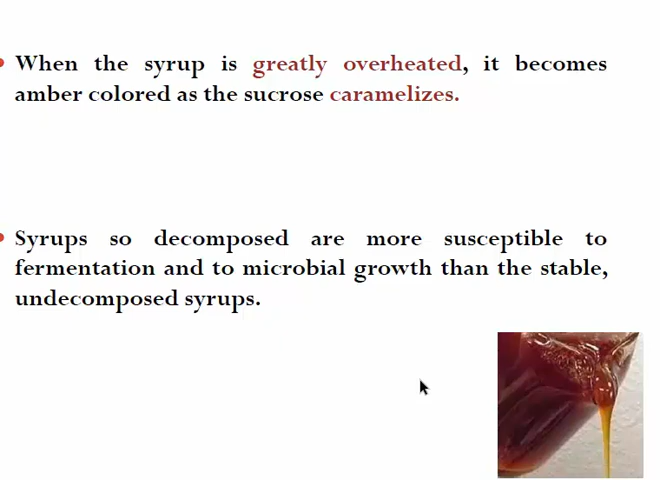 When the syrup is greatly overheated, it becomes
amber colored as the sucrose caramelizes.
Syrups so decomposed are more susceptible to
fermentation and to microbial growth than the stable,
undecomposed syrups.